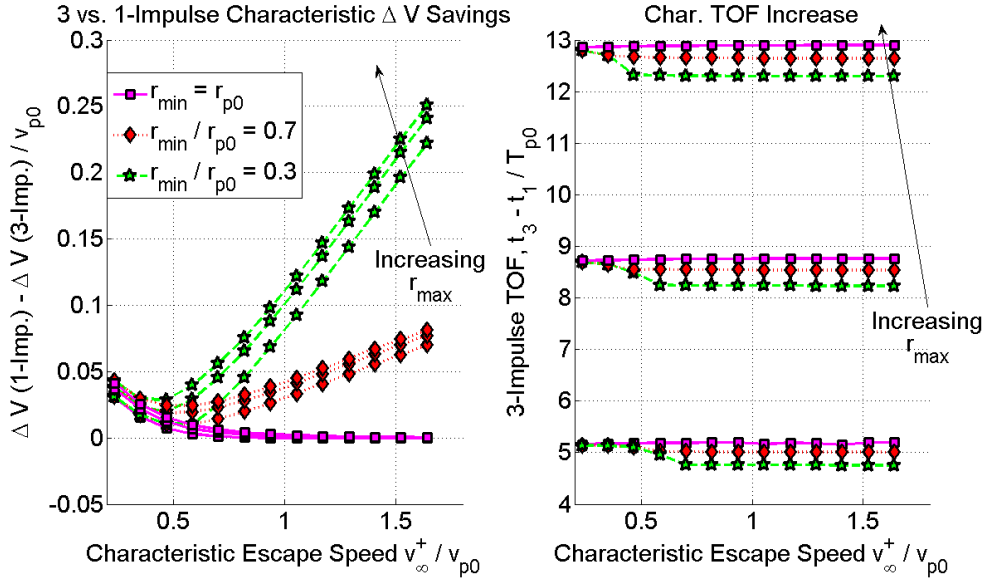 3 vs. 1-Impulse Characteristic Δ V Savings
0.3
0.25
0.2
0.15
0.1
0.05
0
-0.05
0.5
1
1.5
Δ V (1-Imp.) - Δ V (3-Imp.) / v_p0
r_min = r_p0
r_min / r_p0 = 0.7
r_min / r_p0 = 0.3
Increasing
r_max
Characteristic Escape Speed v_∞^+ / v_p0
Char. TOF Increase
13
12
11
10
9
8
7
6
5
4
0.5
1
1.5
3-Impulse TOF, t_3 - t_1 / T_p0
Increasing
r_max
Characteristic Escape Speed v_∞^+ / v_p0